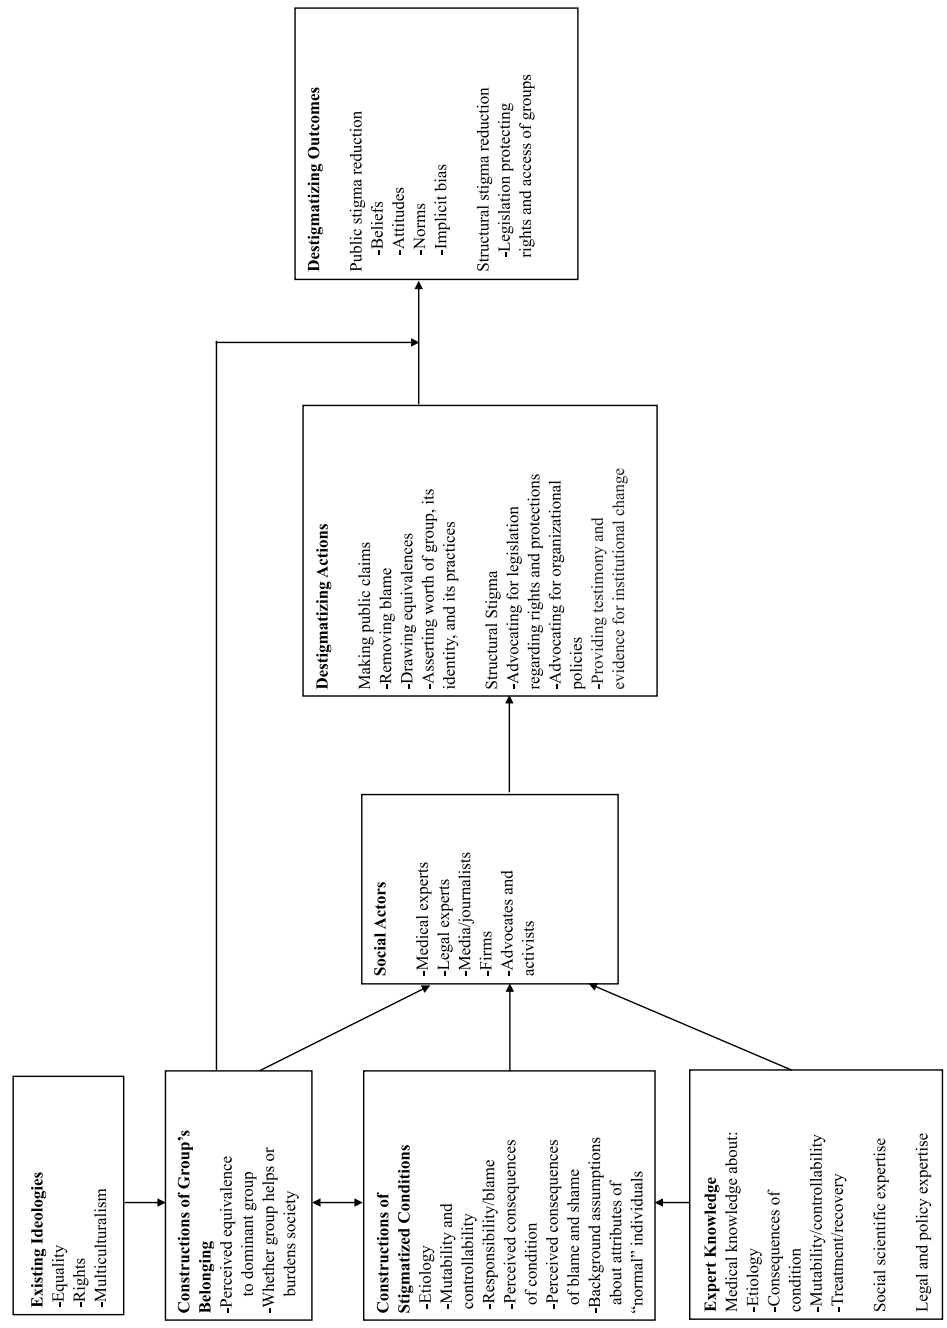 Existing Ideologies
-Equality
-Rights
-Multiculturalism
Constructions of Group's
Belonging
-Perceived equivalence
to dominant group
-Whether group helps or
burdens society
Constructions of
Stigmatized Conditions
-Etiology
-Mutability and
controllability
-Responsibility/blame
-Perceived consequences
of condition
-Perceived consequences
of blame and shame
-Background assumptions
about attributes of
“normal” individuals
Expert Knowledge
Medical knowledge about:
-Etiology
-Consequences of
condition
-Mutability/controllability
-Treatment/recovery
Social scientific expertise
Legal and policy expertise
Social Actors
-Medical experts
-Legal experts
-Media/journalists
-Firms
-Advocates and
activists
Destigmatizing Actions
Making public claims
-Removing blame
-Drawing equivalences
-Asserting worth of group, its
identity, and its practices
Structural Stigma
-Advocating for legislation
regarding rights and protections
-Advocating for organizational
policies
-Providing testimony and
evidence for institutional change
Destigmatizing Outcomes
Public stigma reduction
-Beliefs
-Attitudes
-Norms
-Implicit bias
Structural stigma reduction
-Legislation protecting
rights and access of groups